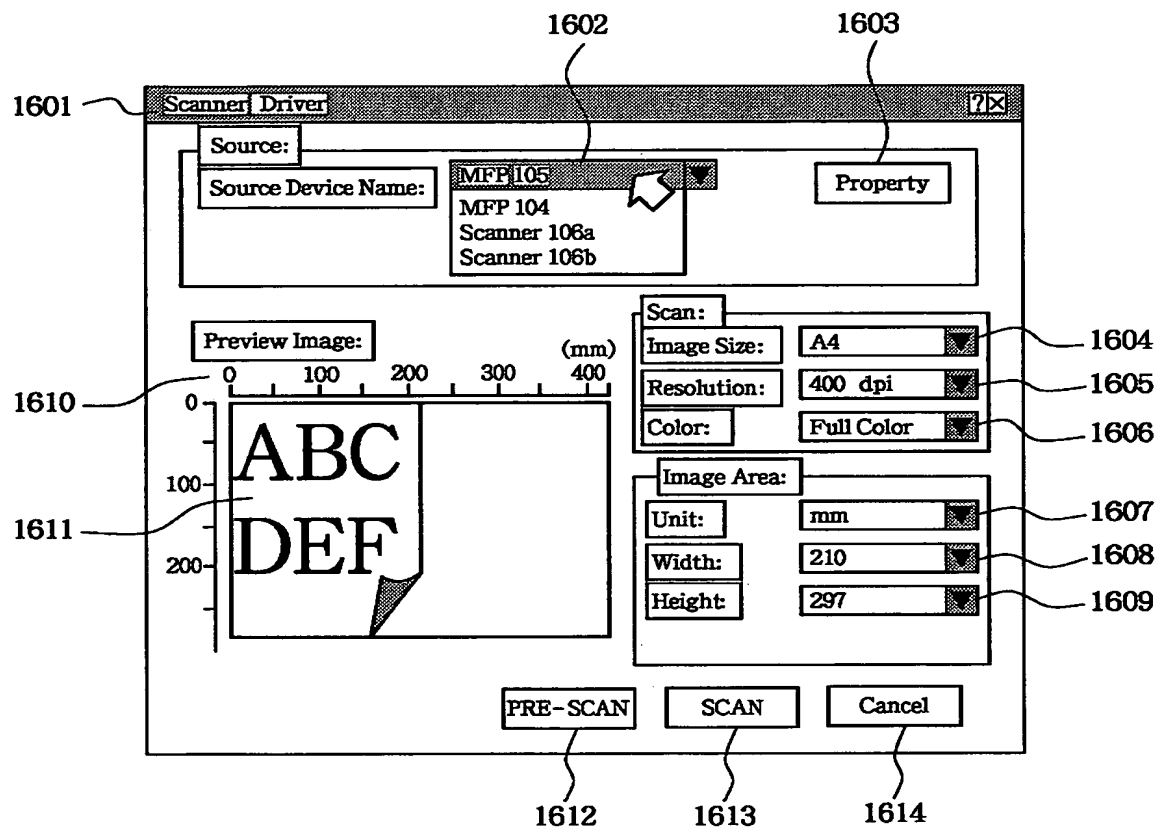 1602 1603
1601 Scanner Driver ?×
Source:
Source Device Name: MFP 105 Property
MFP 104
Scanner 106a
Scanner 106b
Scan:
Preview Image: (mm) Image Size: A4 1604
0 100 200 300 400 Resolution: 400 dpi 1605
1610 0 Color: Full Color 1606
ABC
100 Image Area:
1611 Unit: mm 1607
DEF
200 Width: 210 1608
Height: 297 1609
PRE-SCAN SCAN Cancel
1612 1613 1614